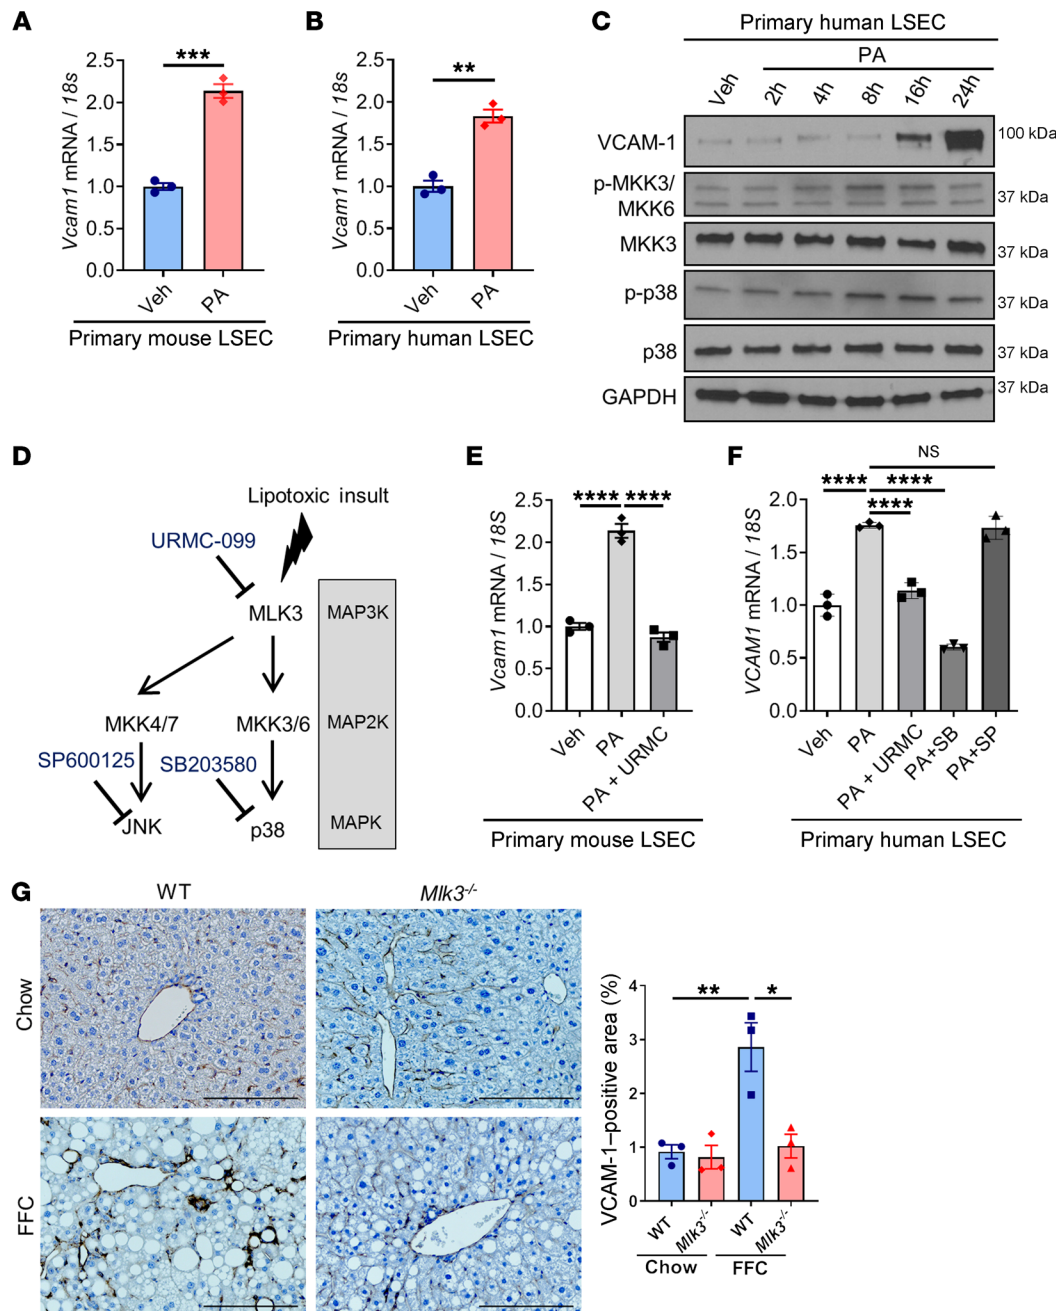 A
***
Vcam1 mRNA / 18s
2.5
2.0
1.5
1.0
0.5
0.0
Veh
PA
Primary mouse LSEC
B
**
Vcam1 mRNA / 18s
2.5
2.0
1.5
1.0
0.5
0.0
Veh
PA
Primary human LSEC
C
Primary human LSEC
PA
Veh 2h 4h 8h 16h 24h
VCAM-1 100 kDa
p-MKK3/
MKK6 37 kDa
MKK3 37 kDa
p-p38 37 kDa
p38 37 kDa
GAPDH 37 kDa
D
Lipotoxic insult
URMC-099
MLK3 MAP3K
MKK4/7 MKK3/6 MAP2K
SP600125 SB203580
JNK p38 MAPK
E
**** ****
Vcam1 mRNA / 18S
2.5
2.0
1.5
1.0
0.5
0.0
Veh
PA
PA + URMC
Primary mouse LSEC
F
NS
**** ****
****
VCAM1 mRNA / 18S
2.0
1.5
1.0
0.5
0.0
Veh
PA
PA + URMC
PA+SB
PA+SP
Primary human LSEC
G
WT Mlk3-/-
Chow
FFC
VCAM-1–positive area (%)
** *
4
3
2
1
0
WT
Mlk3-/-
WT
Mlk3-/-
Chow FFC